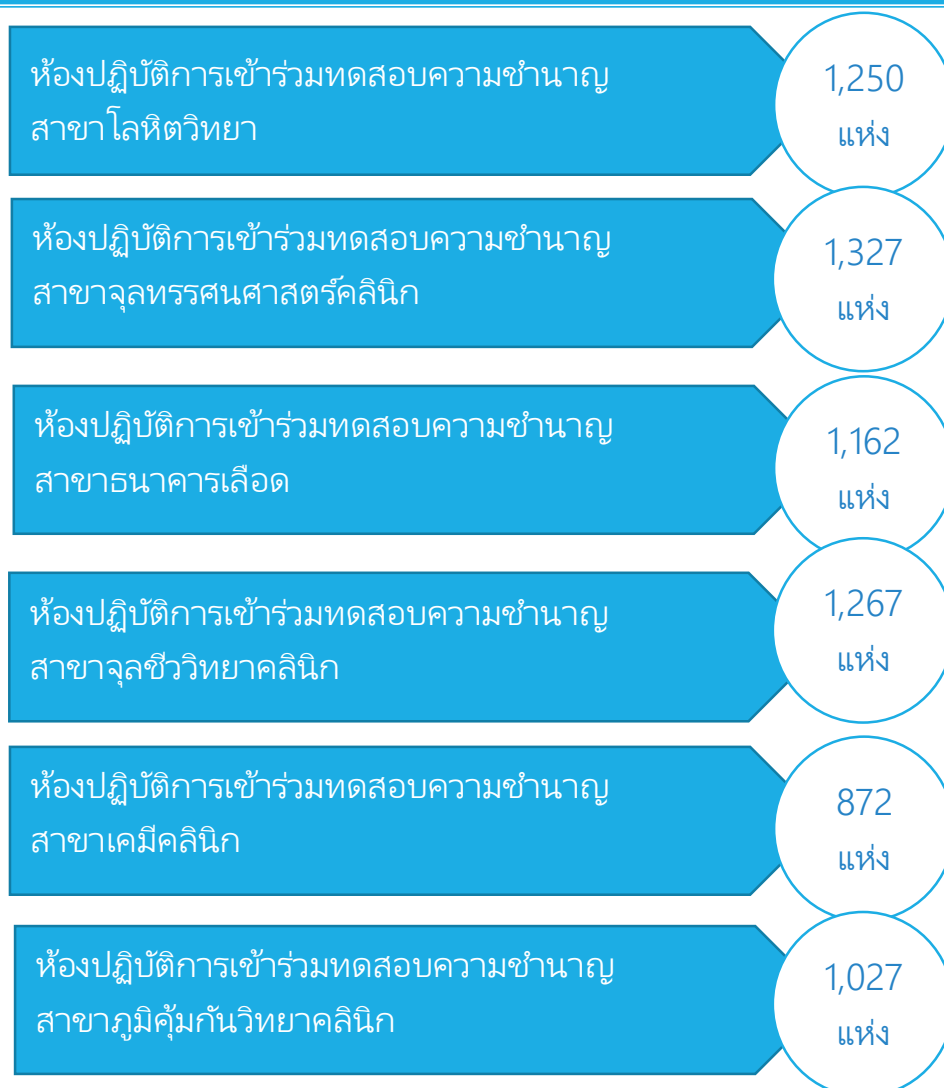 ห้องปฏิบัติการเข้าร่วมทดสอบความชำนาญ
สาขาโลหิตวิทยา
1,250
แห่ง
ห้องปฏิบัติการเข้าร่วมทดสอบความชำนาญ
สาขาจุลทรรศนศาสตร์คลินิก
1,327
แห่ง
ห้องปฏิบัติการเข้าร่วมทดสอบความชำนาญ
สาขาธนาคารเลือด
1,162
แห่ง
ห้องปฏิบัติการเข้าร่วมทดสอบความชำนาญ
สาขาจุลชีววิทยาคลินิก
1,267
แห่ง
ห้องปฏิบัติการเข้าร่วมทดสอบความชำนาญ
สาขาเคมีคลินิก
872
แห่ง
ห้องปฏิบัติการเข้าร่วมทดสอบความชำนาญ
สาขาภูมิคุ้มกันวิทยาคลินิก
1,027
แห่ง